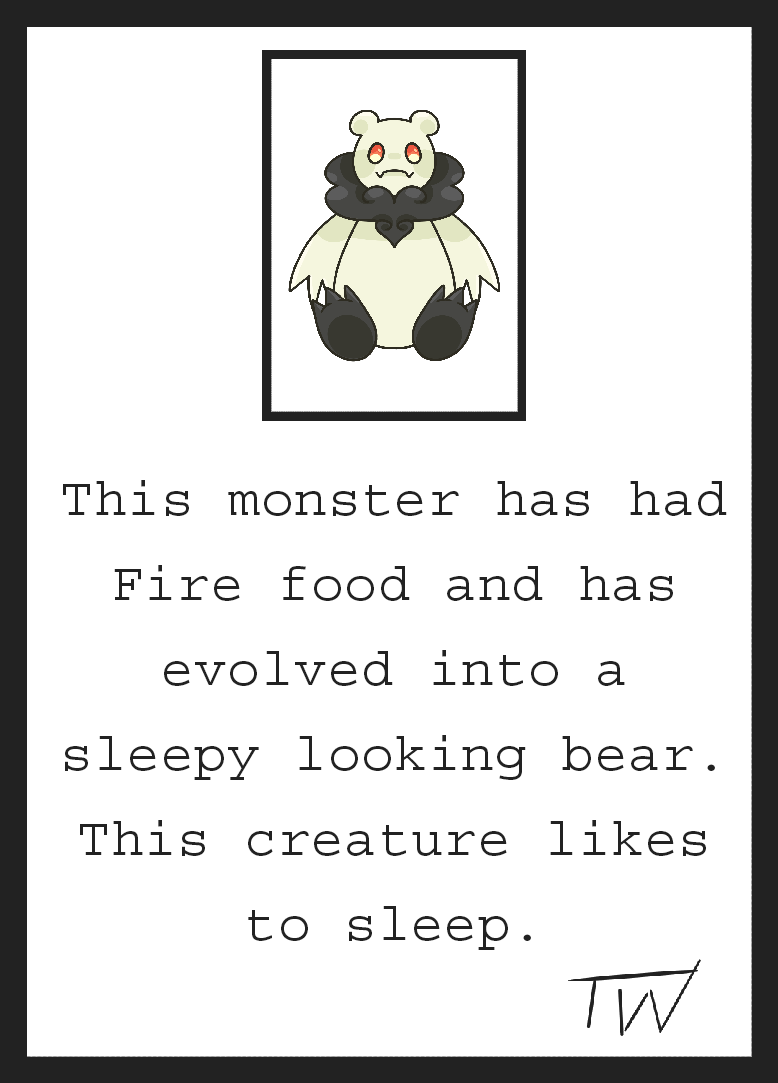 This monster has had
Fire food and has
evolved into a
sleepy looking bear.
This creature likes
to sleep.
TW